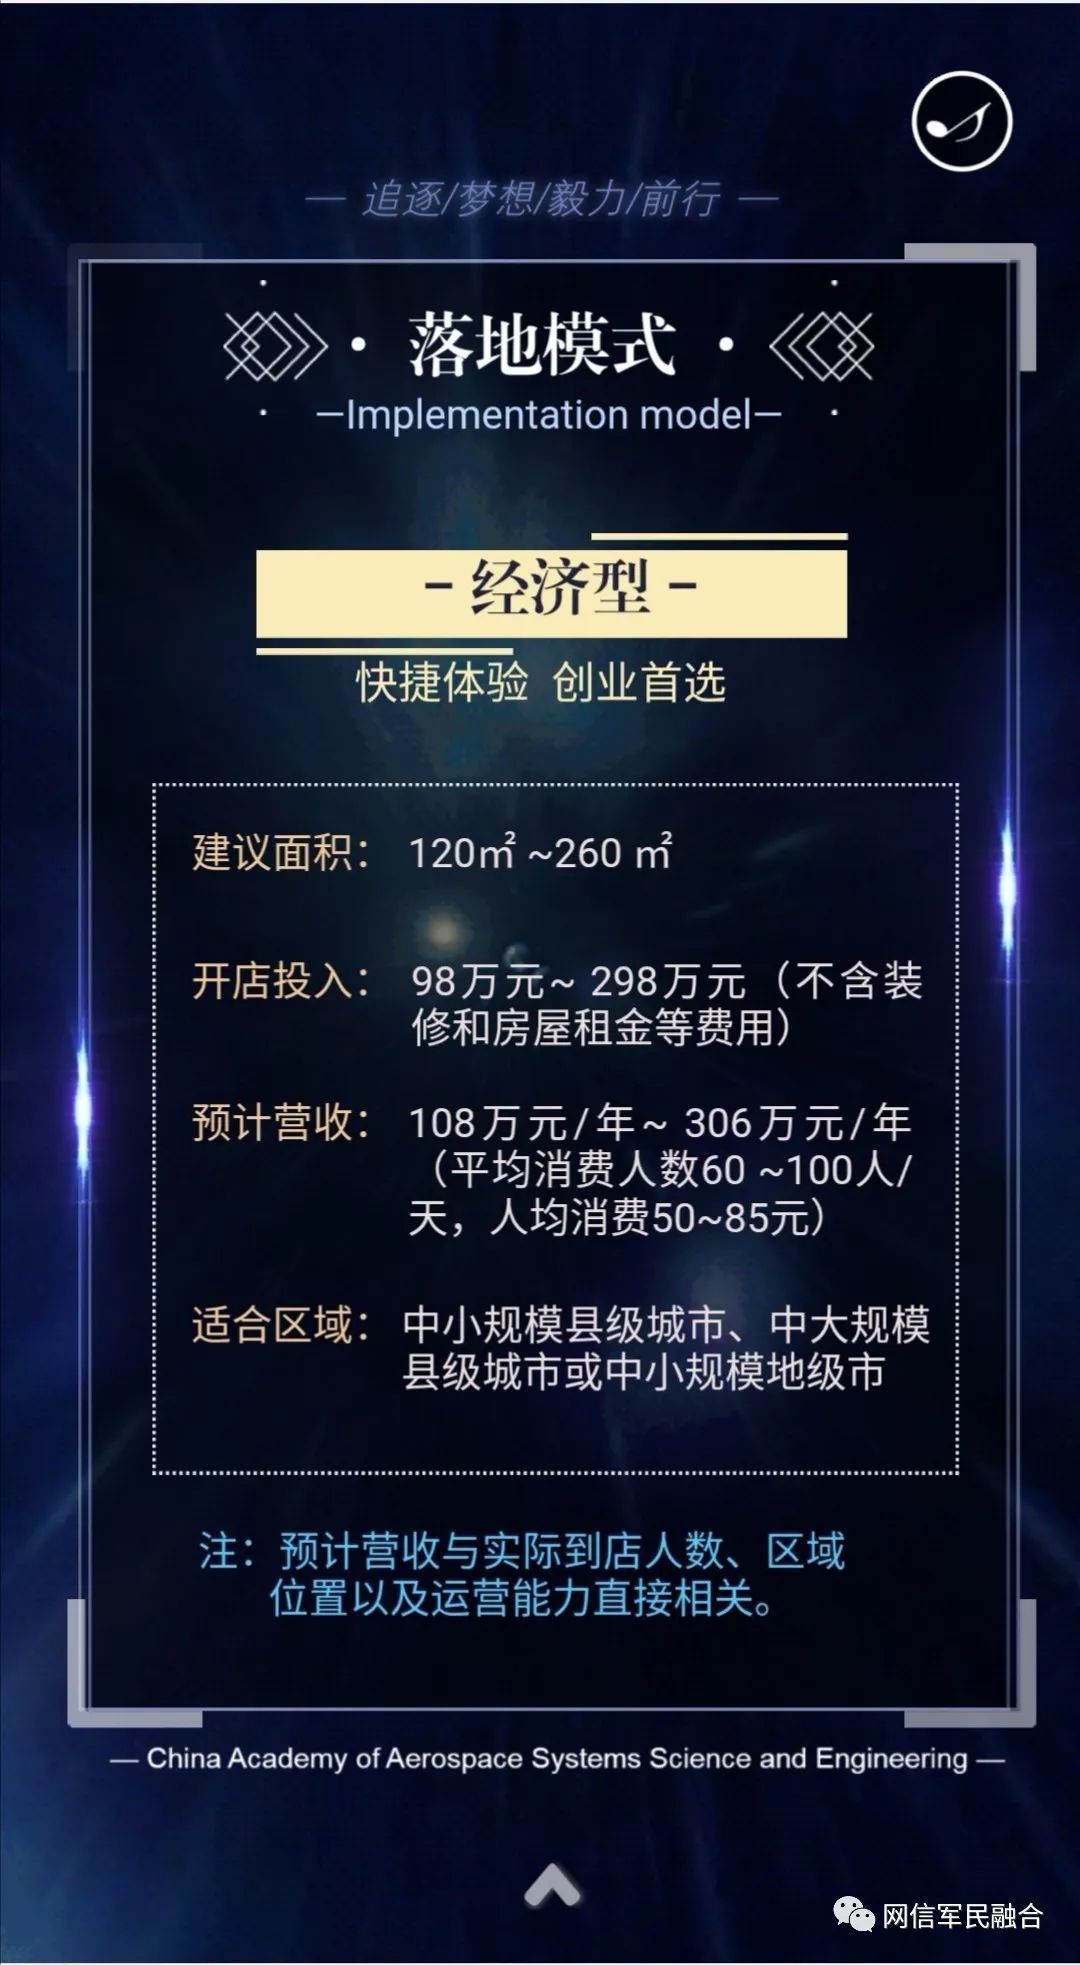 — 追逐/梦想/毅力/前行 —
· 落地模式 ·
—Implementation model—
- 经济型 -
快捷体验 创业首选
建议面积： 120㎡ ~260 ㎡
开店投入： 98万元~ 298万元（不含装
修和房屋租金等费用）
预计营收： 108万元/年~ 306万元/年
（平均消费人数60 ~100人/
天，人均消费50~85元）
适合区域： 中小规模县级城市、中大规模
县级城市或中小规模地级市
注：预计营收与实际到店人数、区域
位置以及运营能力直接相关。
— China Academy of Aerospace Systems Science and Engineering —
网信军民融合